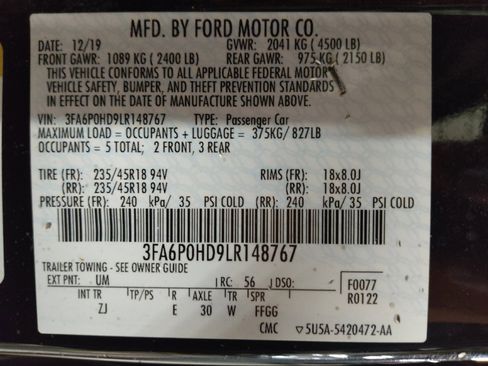 MFD. BY FORD MOTOR CO.
DATE: 12/19 GVWR: 2041 KG (4500 LB)
FRONT GAWR: 1089 KG (2400 LB) REAR GAWR: 975 KG (2150 LB)
THIS VEHICLE CONFORMS TO ALL APPLICABLE FEDERAL MOTOR
VEHICLE SAFETY, BUMPER, AND THEFT PREVENTION STANDARDS
IN EFFECT ON THE DATE OF MANUFACTURE SHOWN ABOVE.
VIN: 3FA6P0HD9LR148767 TYPE: Passenger Car
MAXIMUM LOAD = OCCUPANTS + LUGGAGE = 375KG/827LB
OCCUPANTS = 5 TOTAL; 2 FRONT, 3 REAR
TIRE (FR): 235/45R18 94V RIMS (FR): 18x8.0J
(RR): 235/45R18 94V (RR): 18x8.0J
PRESSURE (FR): 240 kPa/ 35 PSI COLD (RR): 240 kPa/ 35 PSI COLD
3FA6P0HD9LR148767
TRAILER TOWING - SEE OWNER GUIDE
EXT PNT: UM RC: 56 DSO: F0077
INT TR TP/PS R AXLE TR SPR R0122
ZJ E 30 W FFGG
CMC ▽5U5A-5420472-AA